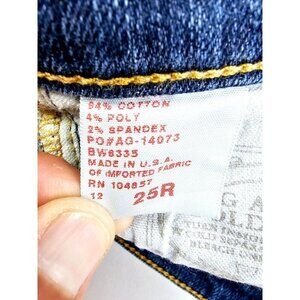 94% COTTON
4% POLY
2% SPANDEX
PO#AG-14073
BW6335
MADE IN U.S.A.
OF IMPORTED FABRIC
RN 104857
12 25R